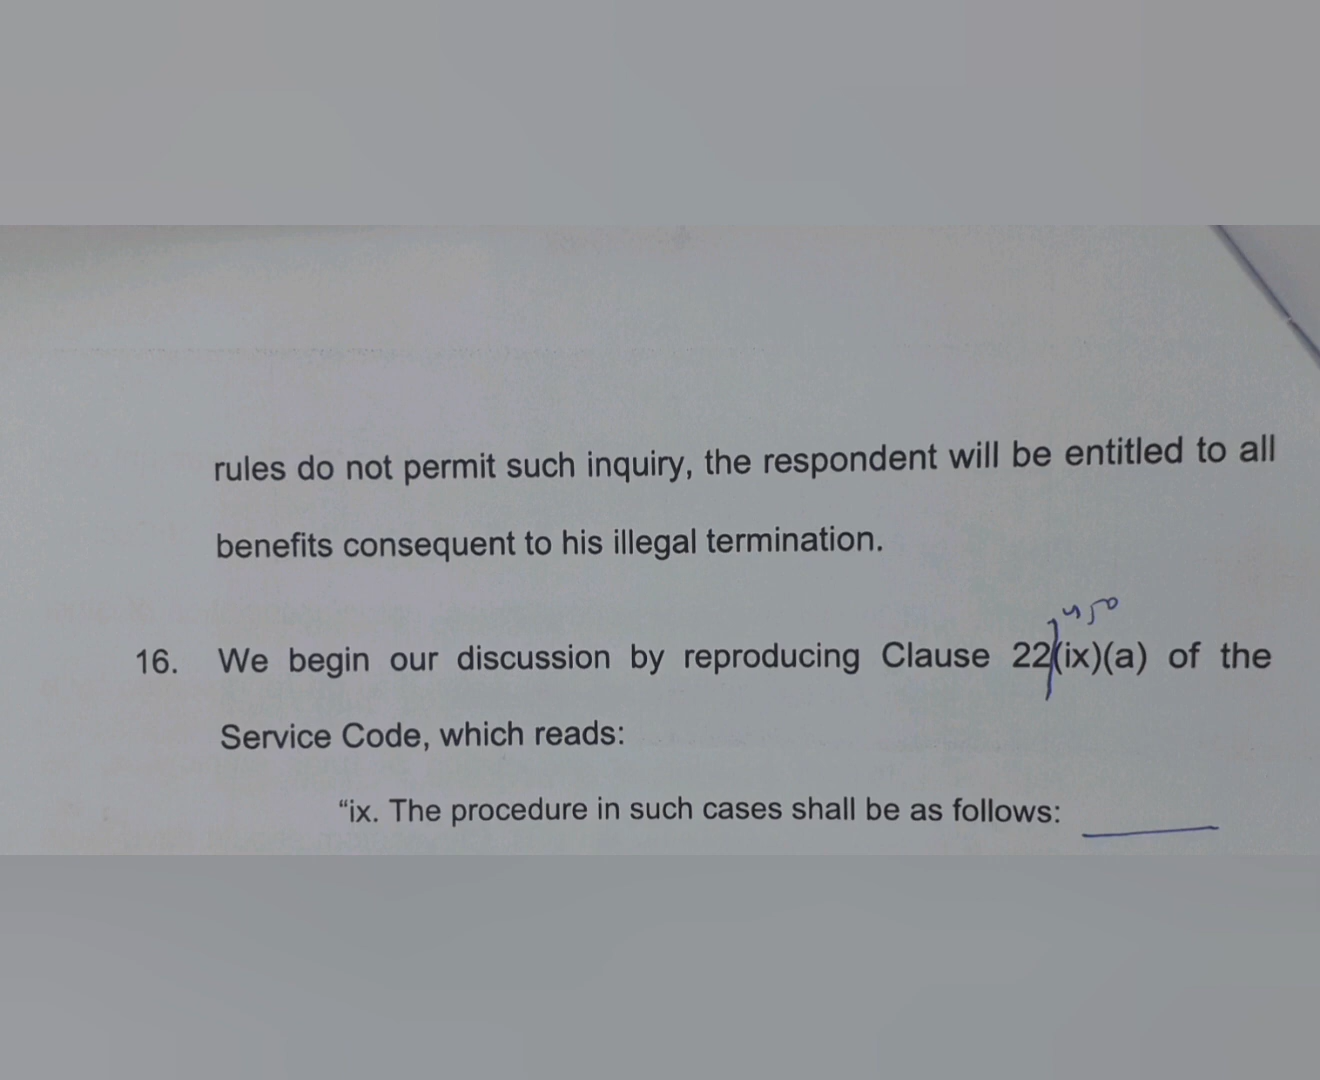 rules do not permit such inquiry, the respondent will be entitled to all
benefits consequent to his illegal termination.
16. We begin our discussion by reproducing Clause 22(ix)(a) of the
Service Code, which reads:
“ix. The procedure in such cases shall be as follows: